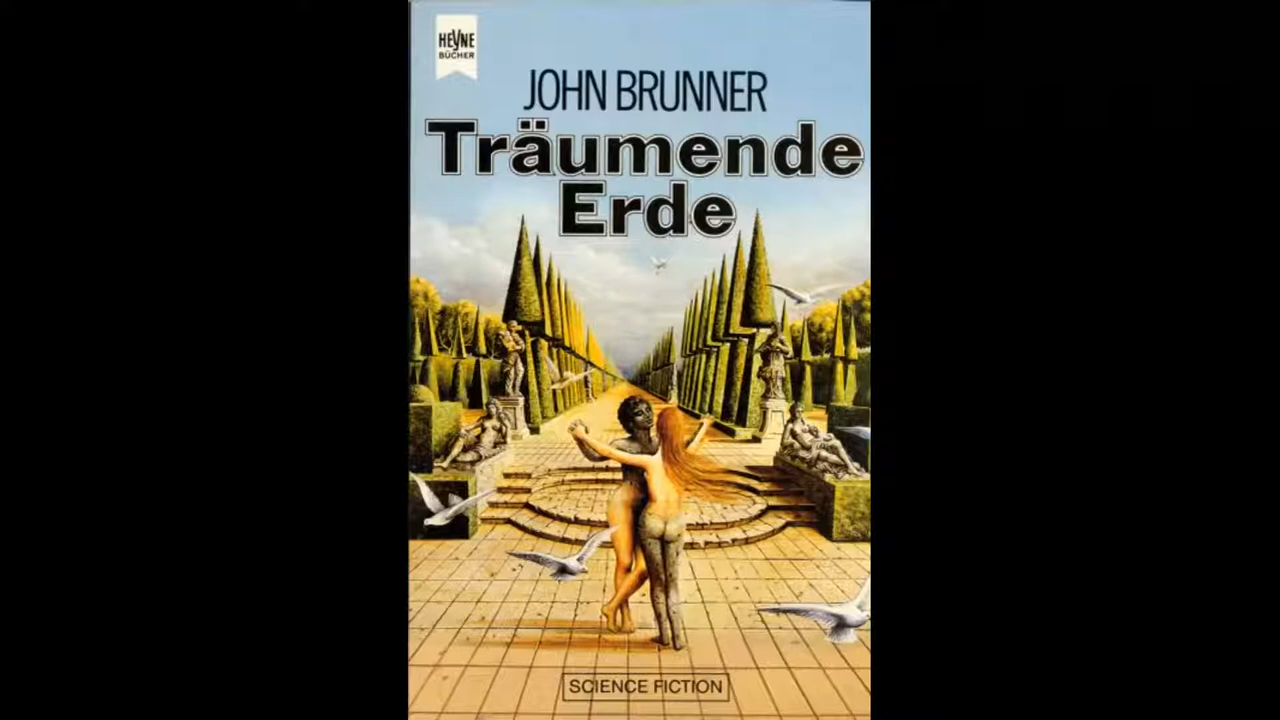 HEYNE
BÜCHER
JOHN BRUNNER
Träumende
Erde
SCIENCE FICTION